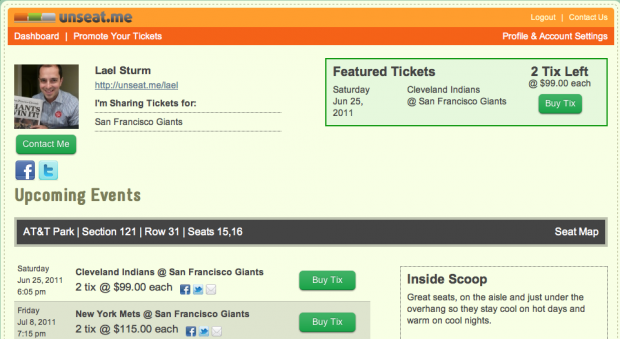 unseat.me
Logout | Contact Us
Dashboard | Promote Your Tickets
Profile & Account Settings
Lael Sturm
http://unseat.me/lael
I'm Sharing Tickets for:
San Francisco Giants
Contact Me
Featured Tickets
Saturday
Jun 25,
2011
Cleveland Indians
@ San Francisco Giants
2 Tix Left
@ $99.00 each
Buy Tix
Upcoming Events
AT&T Park | Section 121 | Row 31 | Seats 15,16
Seat Map
Saturday
Jun 25, 2011
6:05 pm
Cleveland Indians @ San Francisco Giants
2 tix @ $99.00 each
Buy Tix
Friday
Jul 8, 2011
7:15 pm
New York Mets @ San Francisco Giants
2 tix @ $115.00 each
Buy Tix
Inside Scoop
Great seats, on the aisle and just under the
overhang so they stay cool on hot days and
warm on cool nights.